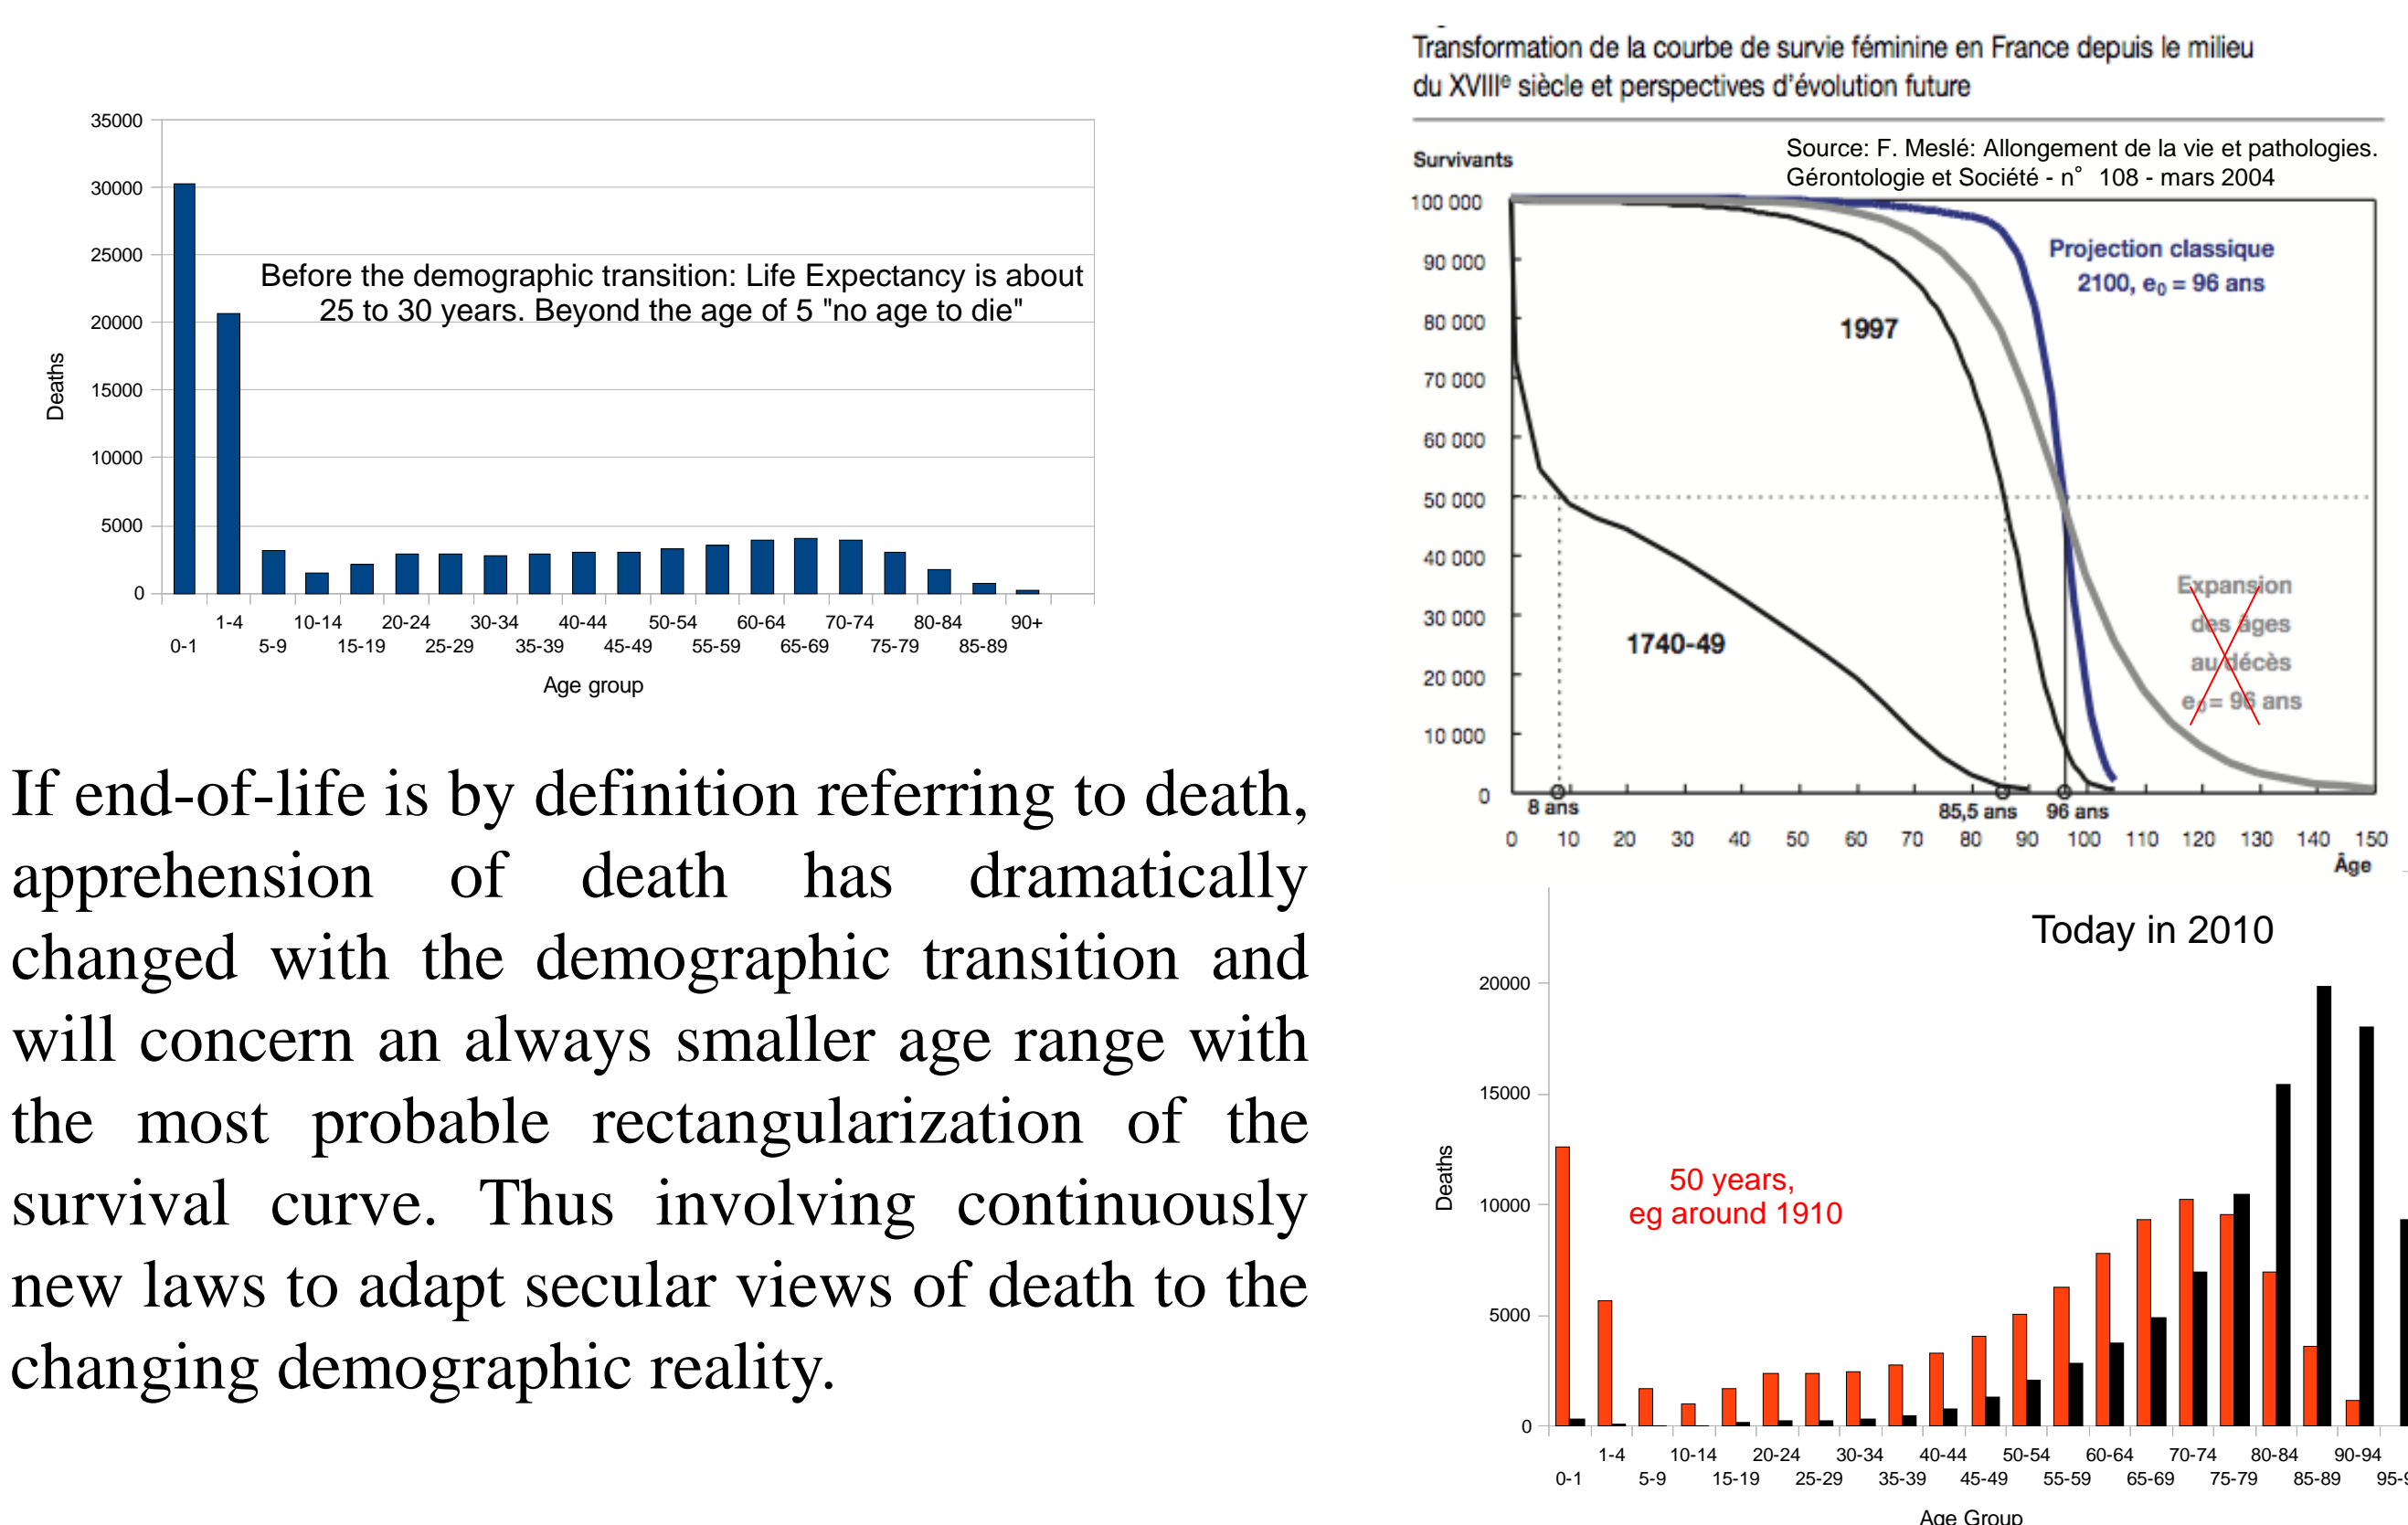 35000
30000
25000
20000
15000
10000
5000
0
Deaths
Before the demographic transition: Life Expectancy is about
25 to 30 years. Beyond the age of 5 "no age to die"
1-4 10-14 20-24 30-34 40-44 50-54 60-64 70-74 80-84 90+
0-1 5-9 15-19 25-29 35-39 45-49 55-59 65-69 75-79 85-89
Age group
If end-of-life is by definition referring to death,
apprehension of death has dramatically
changed with the demographic transition and
will concern an always smaller age range with
the most probable rectangularization of the
survival curve. Thus involving continuously
new laws to adapt secular views of death to the
changing demographic reality.
Transformation de la courbe de survie féminine en France depuis le milieu
du XVIIIe siècle et perspectives d'évolution future
Source: F. Meslé: Allongement de la vie et pathologies.
Gérontologie et Société - n° 108 - mars 2004
Survivants
100 000
90 000
80 000
70 000
60 000
50 000
40 000
30 000
20 000
10 000
0
Projection classique
2100, e0 = 96 ans
1997
1740-49
Expansion
des âges
au décès
e0= 96 ans
8 ans 85,5 ans 96 ans
0 10 20 30 40 50 60 70 80 90 100 110 120 130 140 150
Âge
Today in 2010
20000
15000
10000
5000
0
Deaths
50 years,
eg around 1910
1-4 10-14 20-24 30-34 40-44 50-54 60-64 70-74 80-84 90-94
0-1 5-9 15-19 25-29 35-39 45-49 55-59 65-69 75-79 85-89 95-9
Age Group